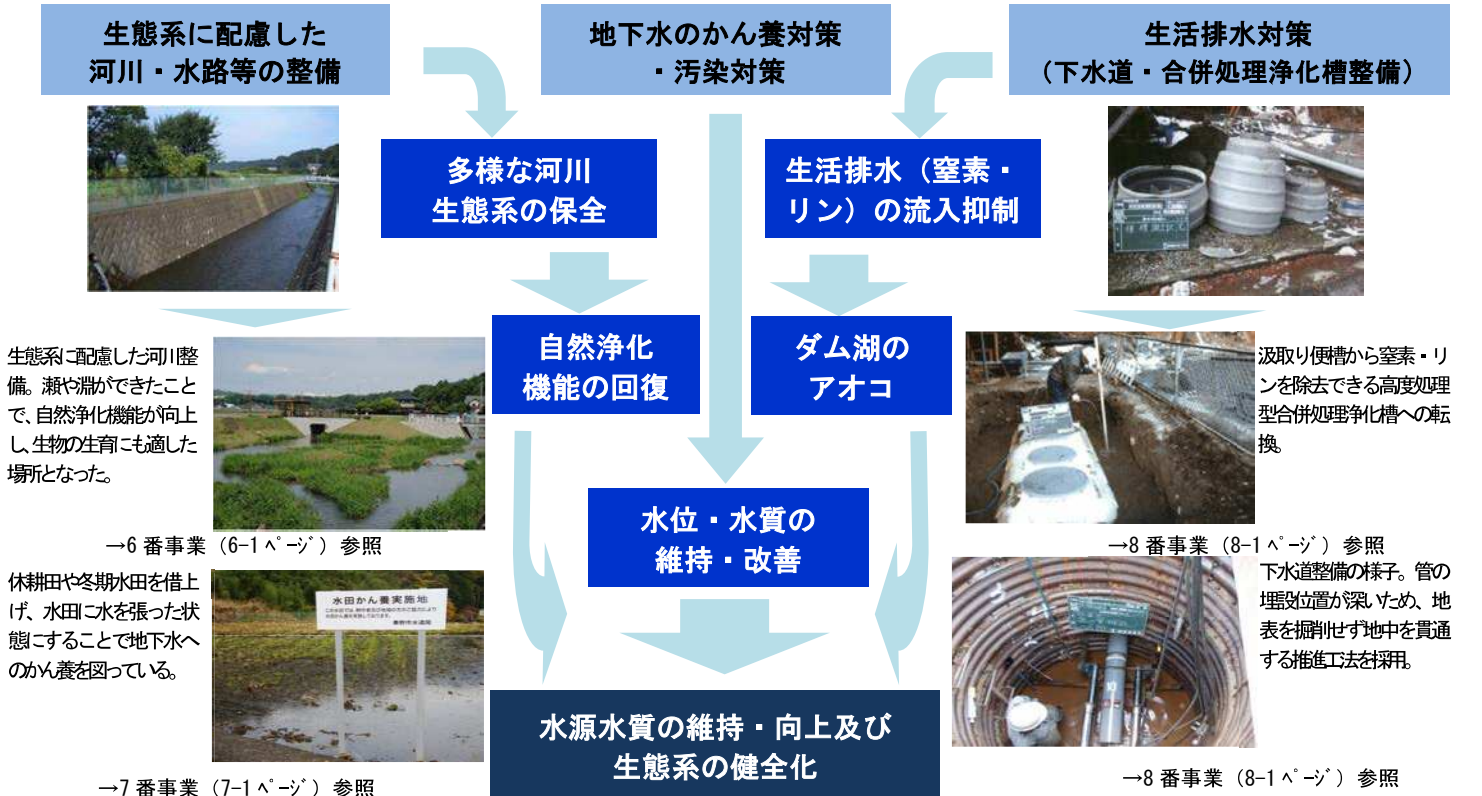 生態系に配慮した
河川・水路等の整備
地下水のかん養対策
・汚染対策
生活排水対策
（下水道・合併処理浄化槽整備）
多様な河川
生態系の保全
生活排水（窒素・
リン）の流入抑制
自然浄化
機能の回復
ダム湖の
アオコ
水位・水質の
維持・改善
水源水質の維持・向上及び
生態系の健全化
生態系に配慮した河川整
備。瀬や淵ができたこと
で、自然浄化機能が向上
し、生物の生育にも適した
場所となった。
→6 番事業（6-1 ﾍﾟｰｼﾞ）参照
休耕田や冬期水田を借上
げ、水田に水を張った状
態にすることで地下水へ
のかん養を図っている。
水田かん養実施地
→7 番事業（7-1 ﾍﾟｰｼﾞ）参照
汲取り便槽から窒素・リ
ンを除去できる高度処理
型合併処理浄化槽への転
換。
→8 番事業（8-1 ﾍﾟｰｼﾞ）参照
下水道整備の様子。管の
埋設位置が深いため、地
表を掘削せず地中を貫通
する推進工法を採用。
→8 番事業（8-1 ﾍﾟｰｼﾞ）参照